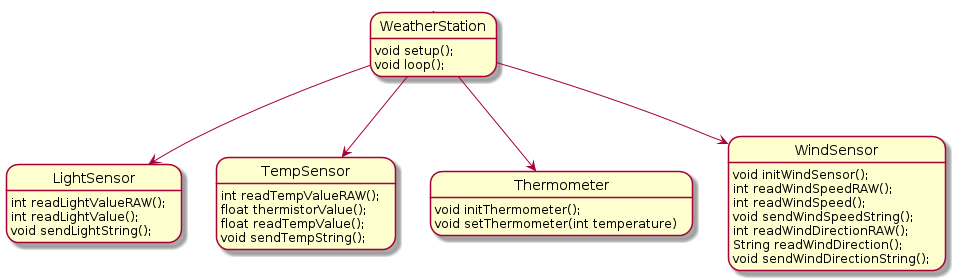 WeatherStation
void setup();
void loop();
LightSensor
int readLightValueRAW();
int readLightValue();
void sendLightString();
TempSensor
int readTempValueRAW();
float thermistorValue();
float readTempValue();
void sendTempString();
Thermometer
void initThermometer();
void setThermometer(int temperature)
WindSensor
void initWindSensor();
int readWindSpeedRAW();
int readWindSpeed();
void sendWindSpeedString();
int readWindDirectionRAW();
String readWindDirection();
void sendWindDirectionString();